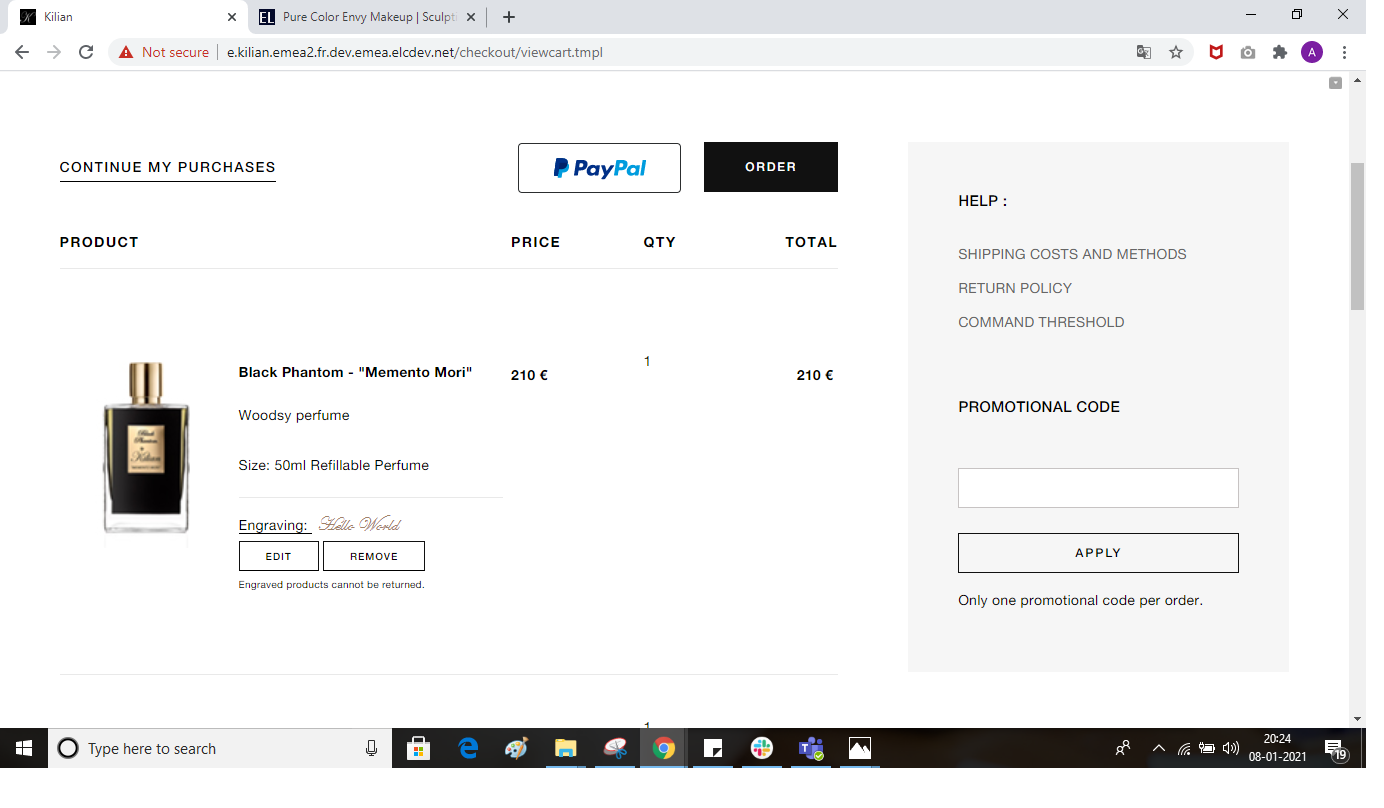 Kilian
Pure Color Envy Makeup | Sculpti
Not secure
e.kilian.emea2.fr.dev.emea.elcdev.net/checkout/viewcart.tmpl
A
CONTINUE MY PURCHASES
PayPal
ORDER
PRODUCT PRICE QTY TOTAL
Black Phantom - "Memento Mori" 210 € 1 210 €
Woodsy perfume
Size: 50ml Refillable Perfume
Black
Phantom
Kilian
Engraving: Hello World
EDIT REMOVE
Engraved products cannot be returned.
1
HELP :
SHIPPING COSTS AND METHODS
RETURN POLICY
COMMAND THRESHOLD
PROMOTIONAL CODE
APPLY
Only one promotional code per order.
Type here to search
20:24
08-01-2021
19